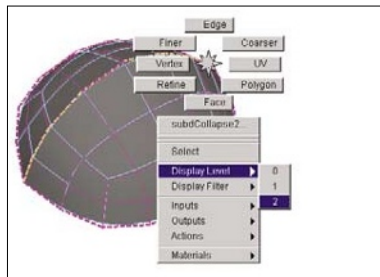 Edge
Finer Coarser
Vertex UV
Refine Polygon
Face
subdCollapse2...
Select
Display Level 0
Display Filter 1
2
Inputs
Outputs
Actions
Materials